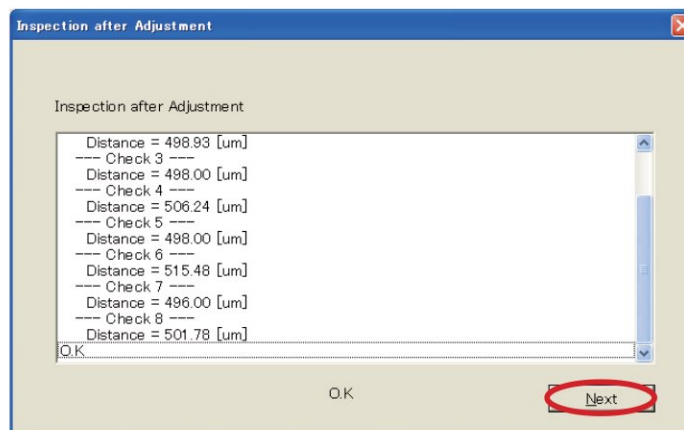 Inspection after Adjustment
Inspection after Adjustment
Distance = 498.93 [um]
--- Check 3 ---
Distance = 498.00 [um]
--- Check 4 ---
Distance = 506.24 [um]
--- Check 5 ---
Distance = 498.00 [um]
--- Check 6 ---
Distance = 515.48 [um]
--- Check 7 ---
Distance = 496.00 [um]
--- Check 8 ---
Distance = 501.78 [um]
O.K
O.K
Next